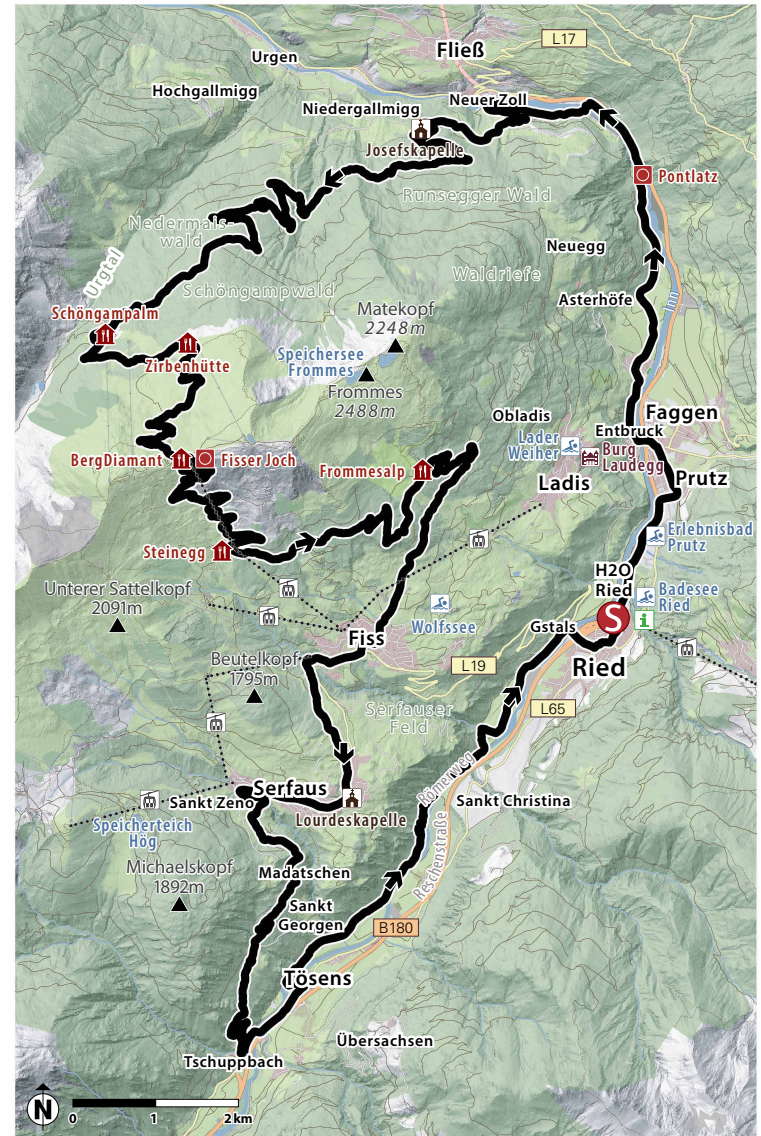 L17
Fließ
Urgen
Hochgallmigg
Neuer Zoll
Niedergallmigg
Josefskapelle
Pontlatz
Runsegger Wald
Nedermais-
wald
Neuegg
Urgtal
Waldriefe
Schöngampwald
Asterhöfe
Schöngampalm
Matekopf
2248m
Zirbenhütte
Speichersee
Frommes
Frommes
2488m
Obladis
Faggen
Entbruck
Lader
Weiher
Burg
Laudegg
BergDiamant
Fisser Joch
Frommesalp
Ladis
Prutz
Steinegg
Erlebnisbad
Prutz
H2O
Ried
Unterer Sattelkopf
2091m
Badesee
Ried
Wolfssee
S
i
Gstals
Fiss
Ried
L19
Beutelkopf
1795m
L65
Serfauser
Feld
Römerweg
Serfaus
Sankt Zeno
Sankt Christina
Lourdeskapelle
Speicherteich
Hög
Reschenstraße
Michaelskopf
1892m
Madatschen
Sankt
Georgen
B180
Tösens
Übersachsen
Tschuppbach
N
0 1 2 km